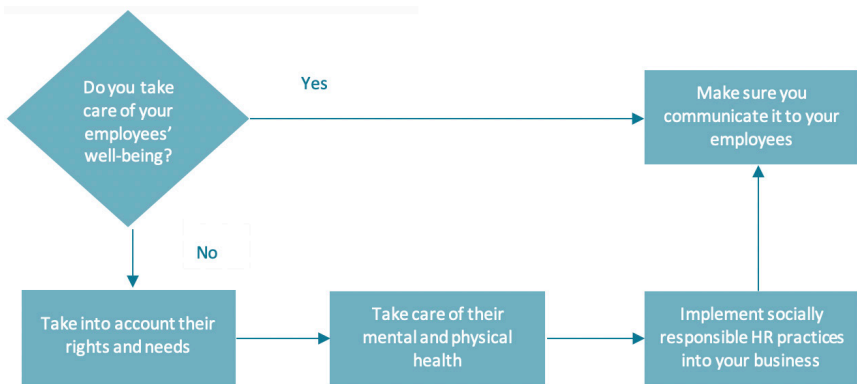 Do you take
care of your
employees’
well-being?
Yes
Make sure you
communicate it to your
employees
No
Take into account their
rights and needs
Take care of their
mental and physical
health
Implement socially
responsible HR practices
into your business